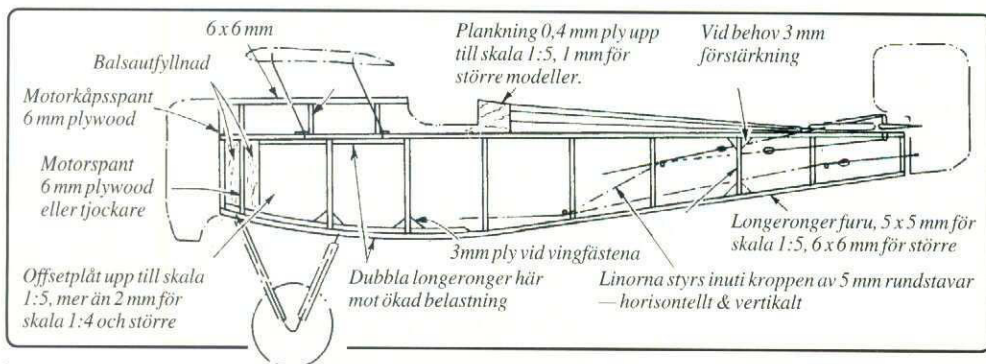 6 x 6 mm
Plankning 0,4 mm ply upp
till skala 1:5, 1 mm för
större modeller.
Vid behov 3 mm
förstärkning
Balsautfyllnad
Motorkåpsspant
6 mm plywood
Motorspant
6 mm plywood
eller tjockare
Offsetplåt upp till skala
1:5, mer än 2 mm för
skala 1:4 och större
Dubbla longeronger här
mot ökad belastning
3mm ply vid vingfästena
Longeronger furu, 5 x 5 mm för
skala 1:5, 6 x 6 mm för större
Linorna styrs inuti kroppen av 5 mm rundstavar
— horisontellt & vertikalt